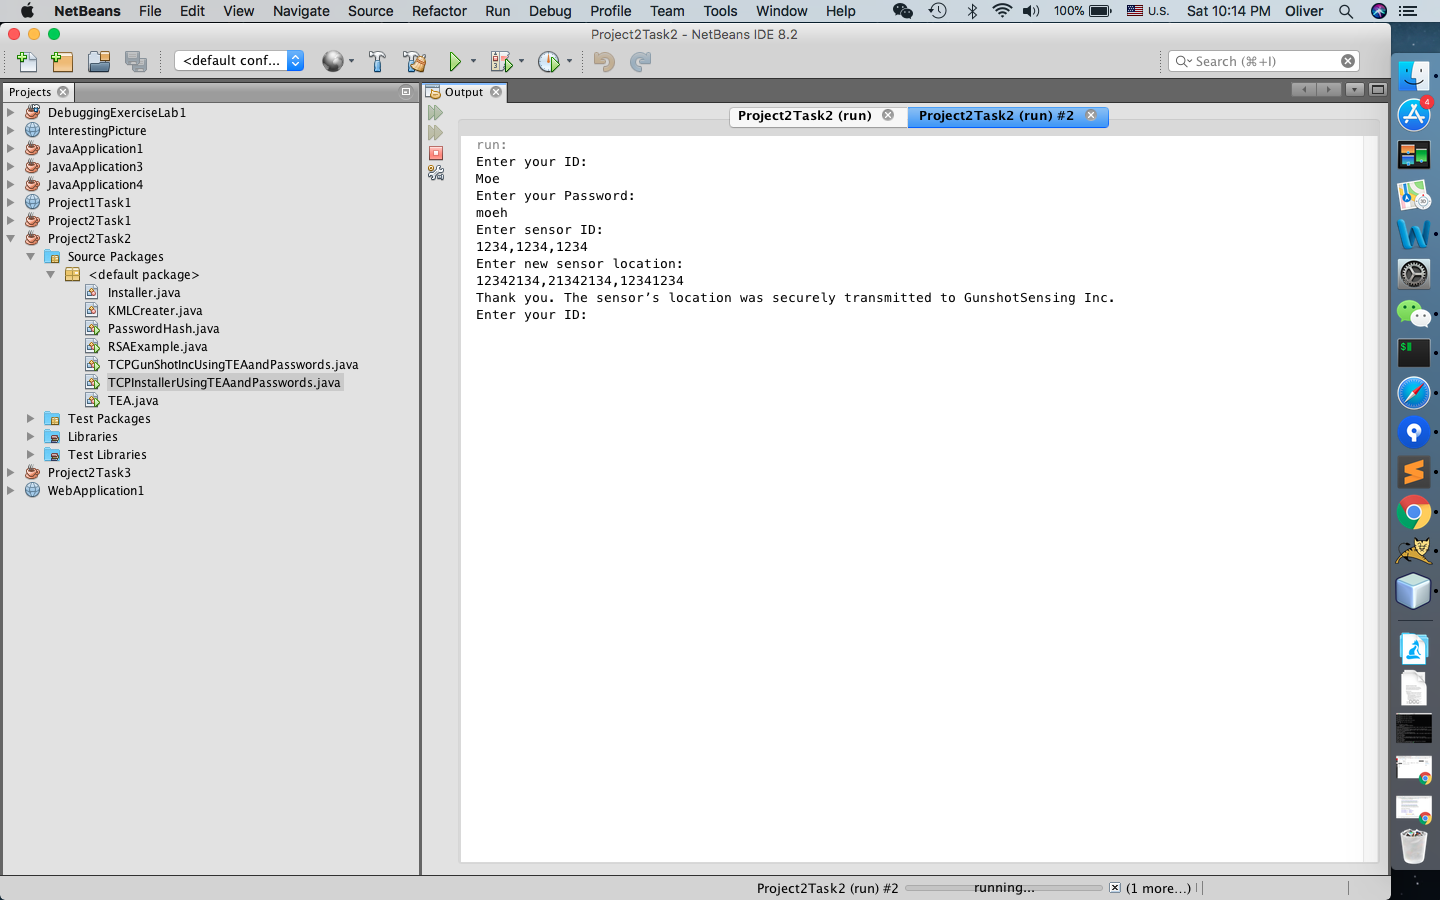 NetBeans File Edit View Navigate Source Refactor Run Debug Profile Team Tools Window Help 100% U.S. Sat 10:14 PM Oliver
Project2Task2 - NetBeans IDE 8.2
<default conf... Search (⌘+I)
Projects
DebuggingExerciseLab1
InterestingPicture
JavaApplication1
JavaApplication3
JavaApplication4
Project1Task1
Project2Task1
Project2Task2
Source Packages
<default package>
Installer.java
KMLCreater.java
PasswordHash.java
RSAExample.java
TCPGunShotIncUsingTEAandPasswords.java
TCPInstallerUsingTEAandPasswords.java
TEA.java
Test Packages
Libraries
Test Libraries
Project2Task3
WebApplication1
Output
Project2Task2 (run) Project2Task2 (run) #2
run:
Enter your ID:
Moe
Enter your Password:
moeh
Enter sensor ID:
1234,1234,1234
Enter new sensor location:
12342134,21342134,12341234
Thank you. The sensor’s location was securely transmitted to GunshotSensing Inc.
Enter your ID:
4
Project2Task2 (run) #2 running... (1 more...)